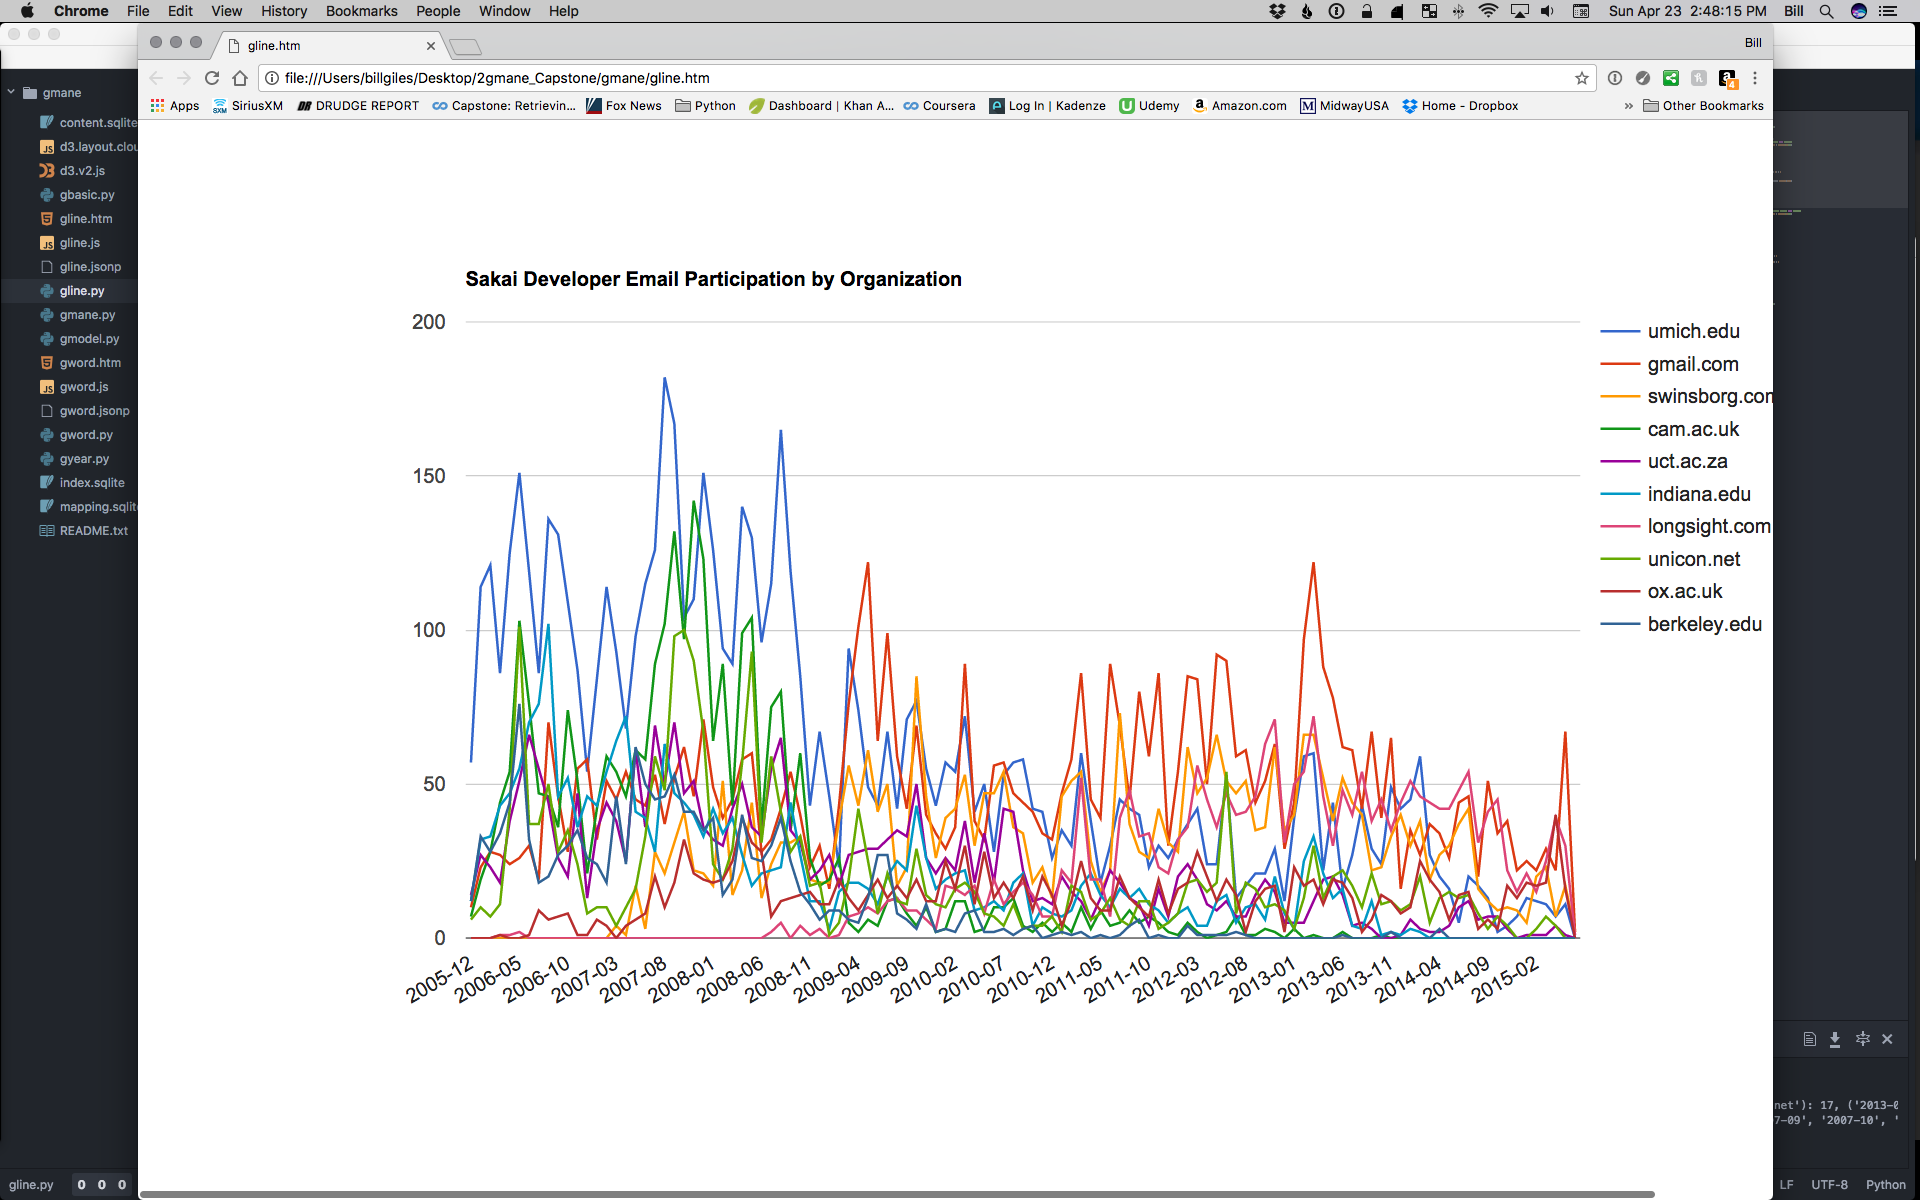 Chrome File Edit View History Bookmarks People Window Help Sun Apr 23 2:48:15 PM Bill
gline.htm
Bill
file:///Users/billgiles/Desktop/2gmane_Capstone/gmane/gline.htm
Apps SiriusXM DRUDGE REPORT Capstone: Retrievin... Fox News Python Dashboard | Khan A... Coursera Log In | Kadenze Udemy Amazon.com MidwayUSA Home - Dropbox » Other Bookmarks
gmane
content.sqlite
d3.layout.clou
d3.v2.js
gbasic.py
gline.htm
gline.js
gline.jsonp
gline.py
gmane.py
gmodel.py
gword.htm
gword.js
gword.jsonp
gword.py
gyear.py
index.sqlite
mapping.sqlit
README.txt
Sakai Developer Email Participation by Organization
200
150
100
50
0
umich.edu
gmail.com
swinsborg.com
cam.ac.uk
uct.ac.za
indiana.edu
longsight.com
unicon.net
ox.ac.uk
berkeley.edu
2005-12 2006-05 2006-10 2007-03 2007-08 2008-01 2008-06 2008-11 2009-04 2009-09 2010-02 2010-07 2010-12 2011-05 2011-10 2012-03 2012-08 2013-01 2013-06 2013-11 2014-04 2014-09 2015-02
net'): 17, ('2013-0
7-09', '2007-10', '
gline.py 0 0 0 LF UTF-8 Python